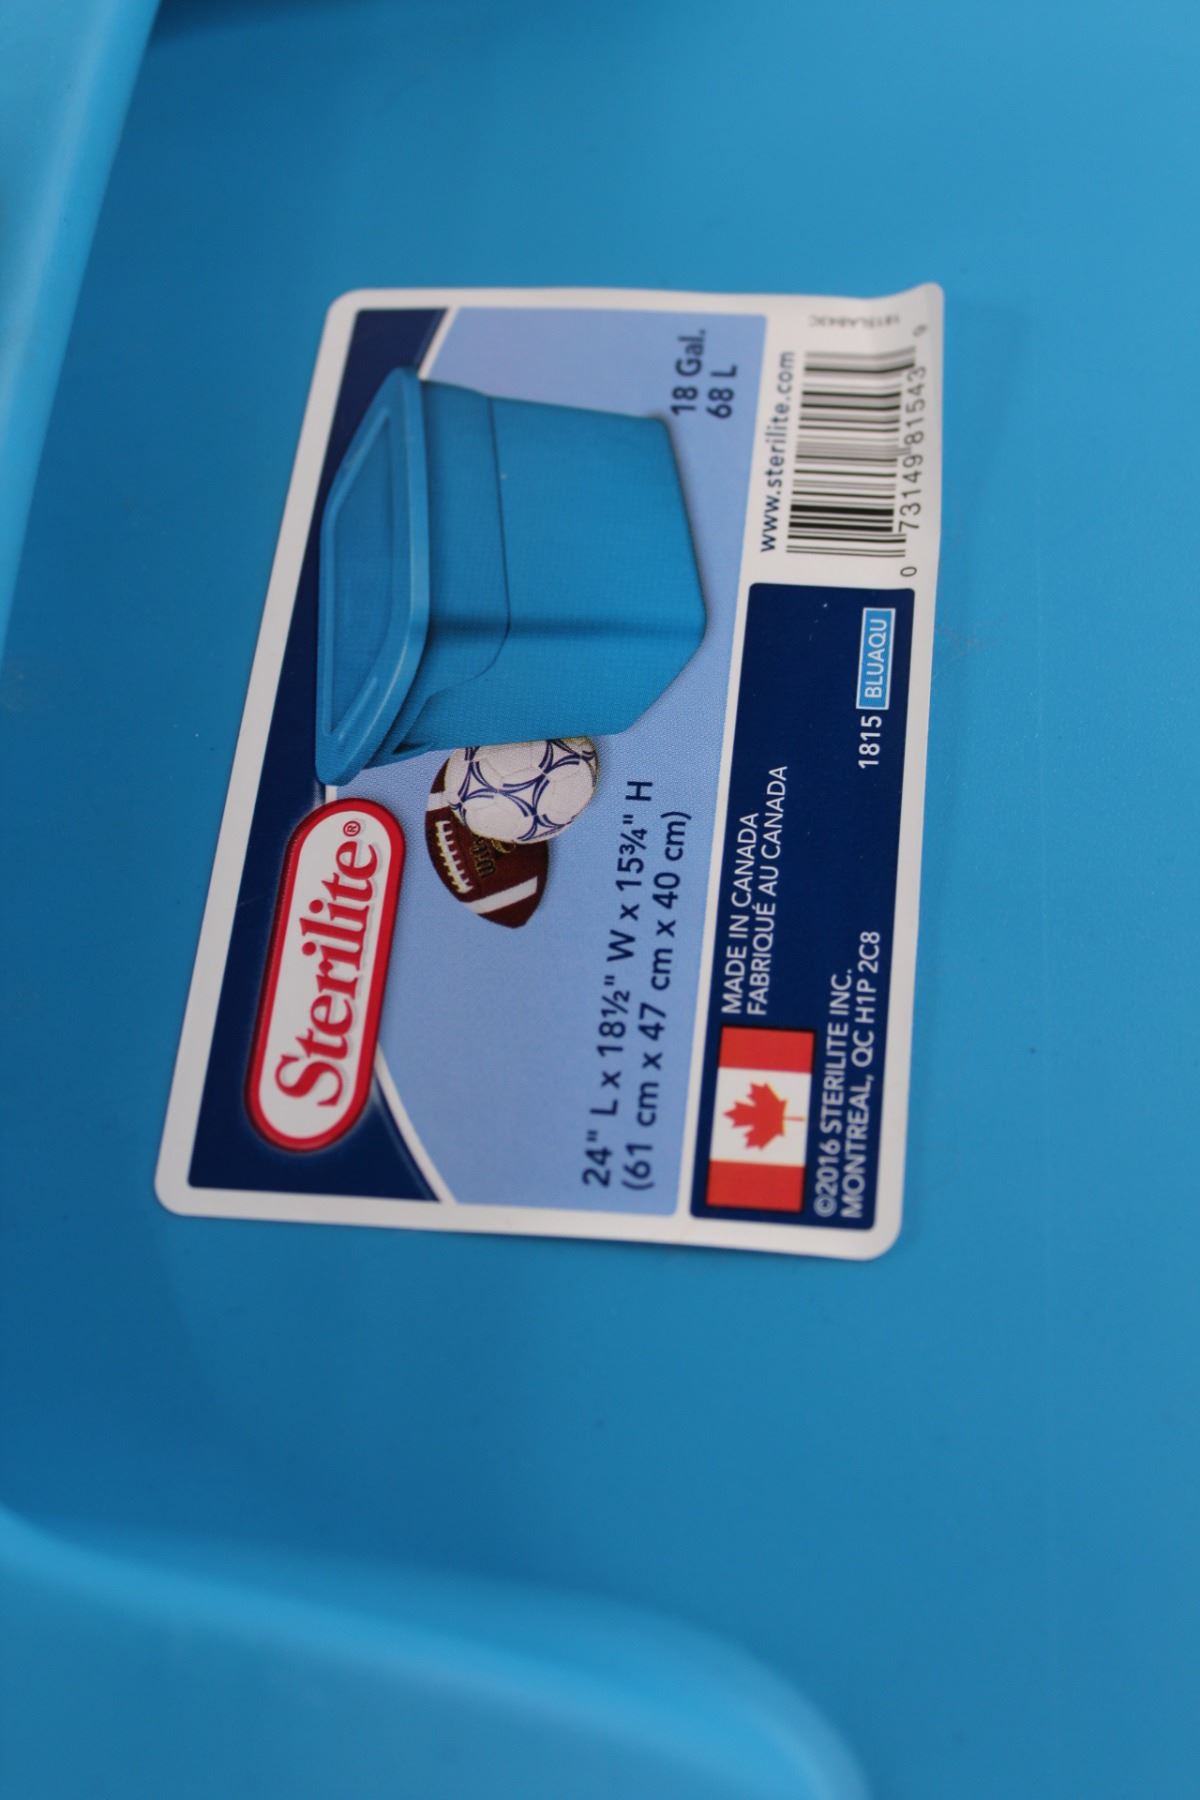 Sterilite®
24" L x 18½" W x 15¾" H
(61 cm x 47 cm x 40 cm)
18 Gal.
68 L
MADE IN CANADA
FABRIQUÉ AU CANADA
©2016 STERILITE INC.
MONTREAL, QC H1P 2C8
1815 BLUAQU
www.sterilite.com
0 73149 81543 9